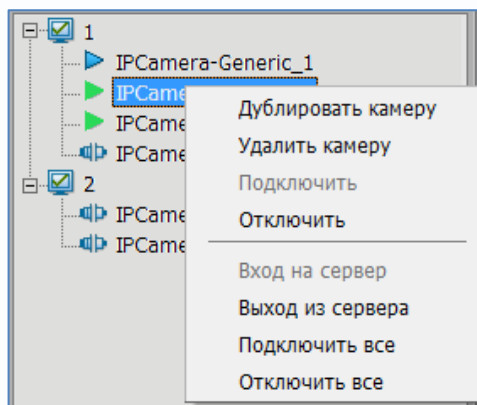 1
IPCamera-Generic_1
IPCame
IPCame
IPCame
2
IPCame
IPCame
Дублировать камеру
Удалить камеру
Подключить
Отключить
Вход на сервер
Выход из сервера
Подключить все
Отключить все